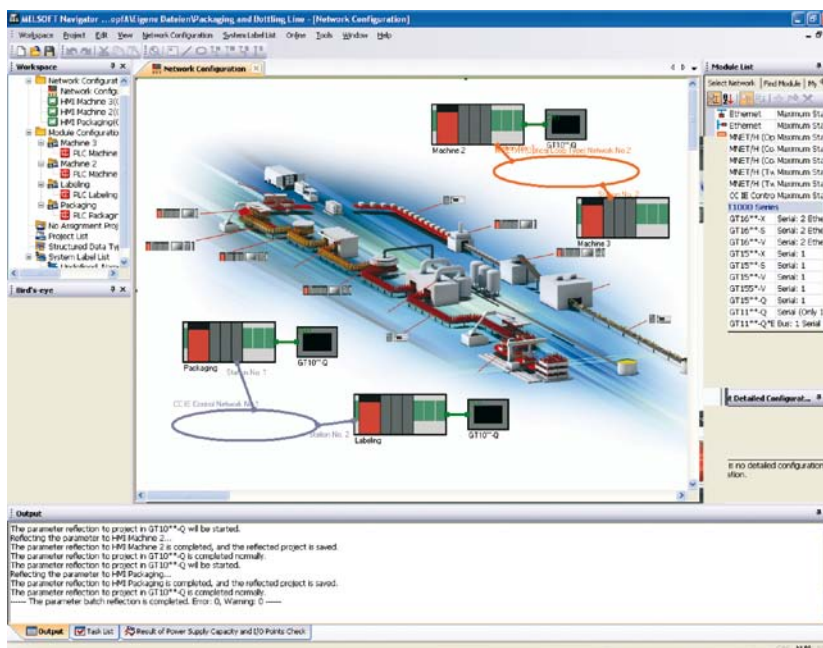 MELSOFT Navigator ...opfA\Eigene Dateien\Packaging and Bottling Line - [Network Configuration]
Workspace Project Edit View Network Configuration System Label List Online Tools Window Help
Workspace
Network Configurat
Network Config
HMI Machine 3(
HMI Machine 2(
HMI Packaging(
Module Configuratio
Machine 3
PLC Machine
Machine 2
PLC Machine
Labeling
PLC Labeling
Packaging
PLC Packagin
No Assignment Proj
Project List
Structured Data Typ
System Label List
Bird's-eye
Network Configuration
Machine 2
GT10**-Q
Network No.2
Machine 3
Packaging
GT10**-Q
Station No. 1
CC IE Control Network No.1
Station No. 2
Labeling
GT10**-Q
Module List
Select Network Find Module My
Ethernet Maximum Sta
Ethernet Maximum Sta
MNET/H (Op Maximum Sta
MNET/H (Co Maximum Sta
MNET/H (Co Maximum Sta
MNET/H (Tw Maximum Sta
MNET/H (Tw Maximum Sta
CC IE Contro Maximum Sta
T1000 Series
GT16**-X Serial: 2 Ethe
GT16**-S Serial: 2 Ethe
GT16**-V Serial: 2 Ethe
GT15**-X Serial: 1
GT15**-S Serial: 1
GT15**-V Serial: 1
GT155*-V Serial: 1
GT15**-Q Serial: 1
GT11**-Q Serial (Only 1
GT11**-Q*E Bus: 1 Serial
t Detailed Configurat...
is no detailed configuration
ation.
Output
The parameter reflection to project in GT10**-Q will be started.
Reflecting the parameter to HMI Machine 2...
The parameter reflection to HMI Machine 2 is completed, and the reflected project is saved.
The parameter reflection to project in GT10**-Q is completed normally.
The parameter reflection to project in GT10**-Q will be started.
Reflecting the parameter to HMI Packaging...
The parameter reflection to HMI Packaging is completed, and the reflected project is saved.
The parameter reflection to project in GT10**-Q is completed normally.
------ The parameter batch reflection is completed. Error: 0, Warning: 0 ------
Output Task List Result of Power Supply Capacity and I/O Points Check